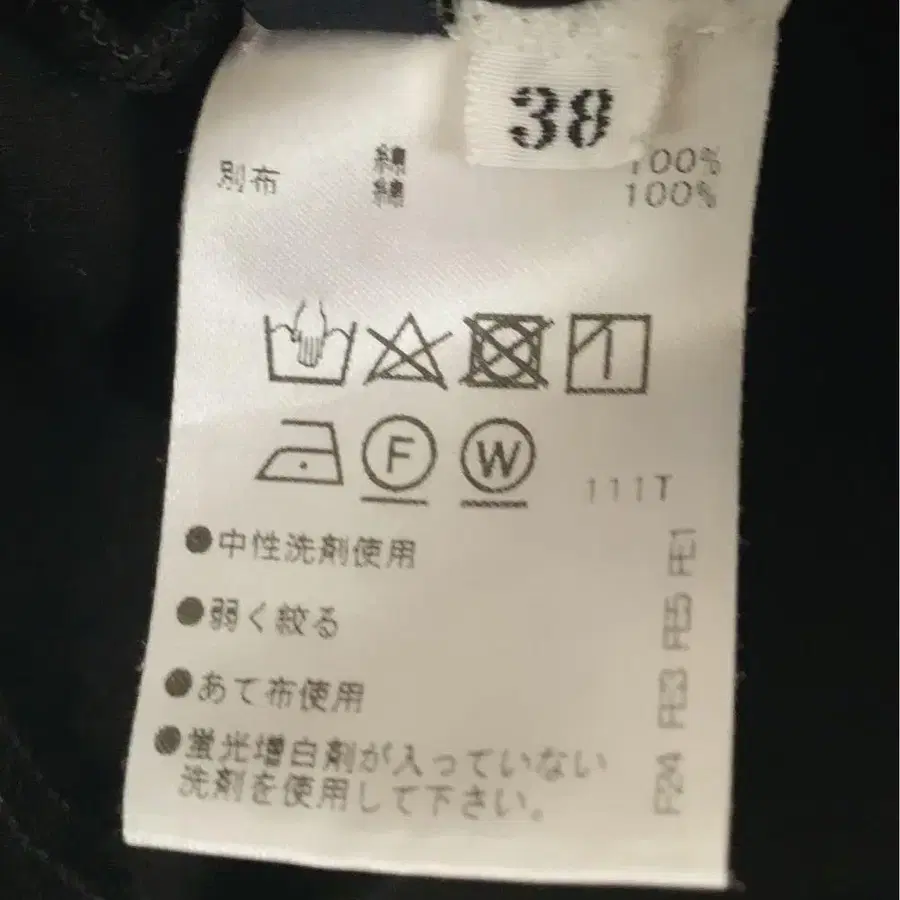 38
綿 100%
別布 綿 100%
F W
111T
●中性洗剤使用
●弱く絞る
●あて布使用
●蛍光増白剤が入っていない
洗剤を使用して下さい。